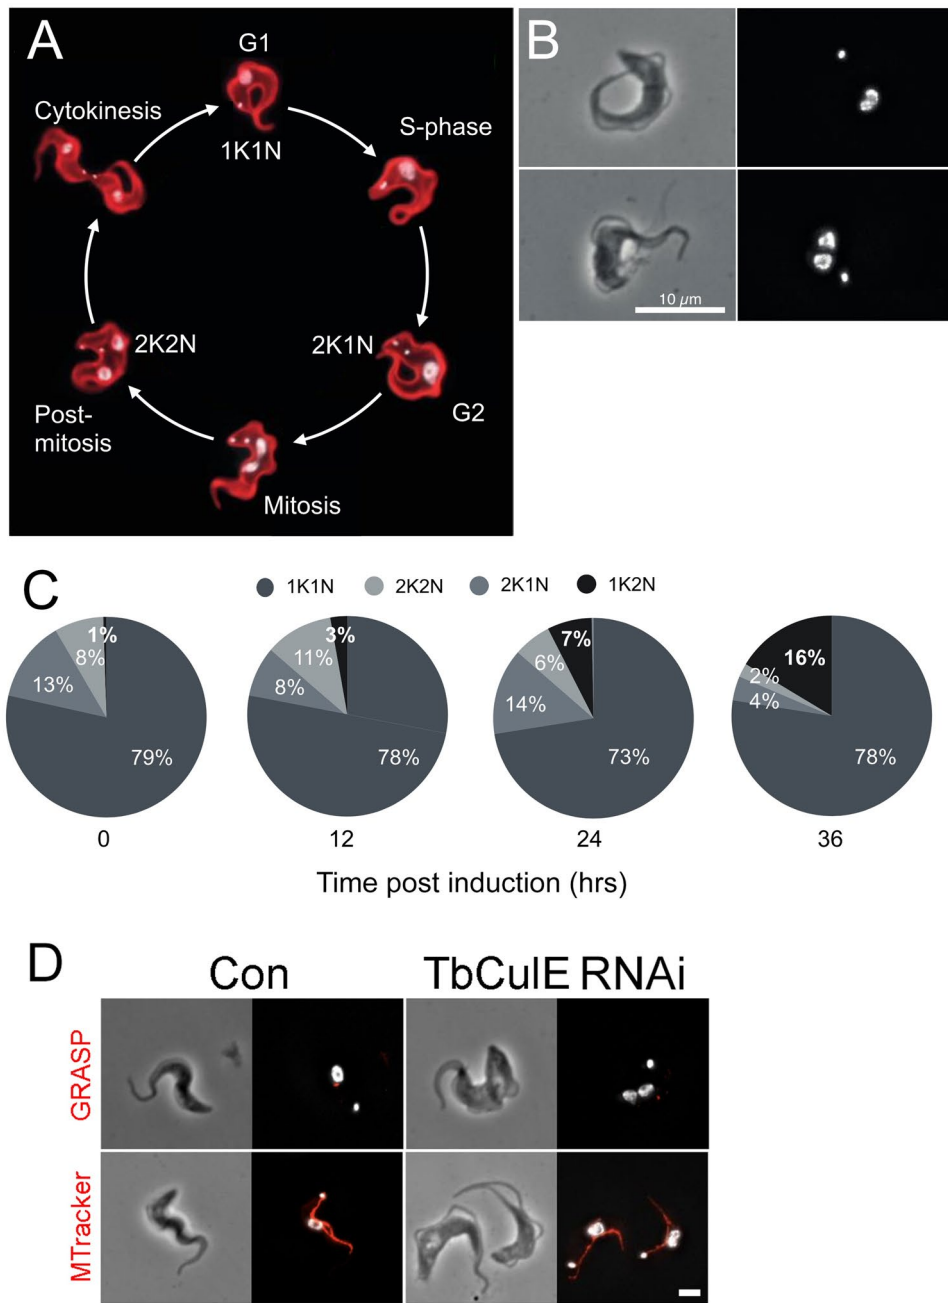 A
G1
Cytokinesis
S-phase
1K1N
2K2N
2K1N
Post-
mitosis
G2
Mitosis
B
10 µm
C
1K1N 2K2N 2K1N 1K2N
1% 8% 13% 79%
3% 11% 8% 78%
7% 6% 14% 73%
16% 2% 4% 78%
0 12 24 36
Time post induction (hrs)
D
Con TbCulE RNAi
GRASP
MTracker